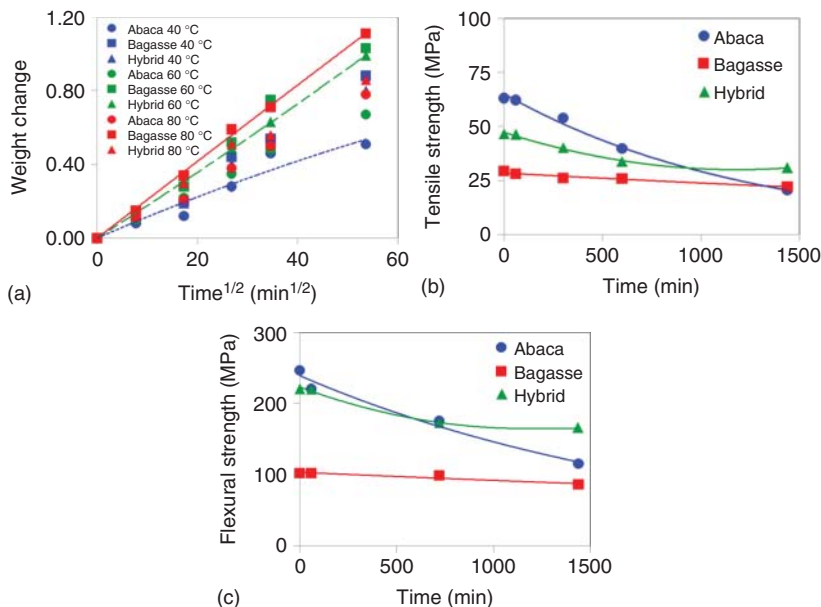 1.20
0.80
0.40
0.00
Weight change
Abaca 40 °C
Bagasse 40 °C
Hybrid 40 °C
Abaca 60 °C
Bagasse 60 °C
Hybrid 60 °C
Abaca 80 °C
Bagasse 80 °C
Hybrid 80 °C
0 20 40 60
(a) Time1/2 (min1/2)
100
75
50
25
0
Tensile strength (MPa)
Abaca
Bagasse
Hybrid
0 500 1000 1500
(b) Time (min)
300
200
100
0
Flexural strength (MPa)
Abaca
Bagasse
Hybrid
0 500 1000 1500
(c) Time (min)